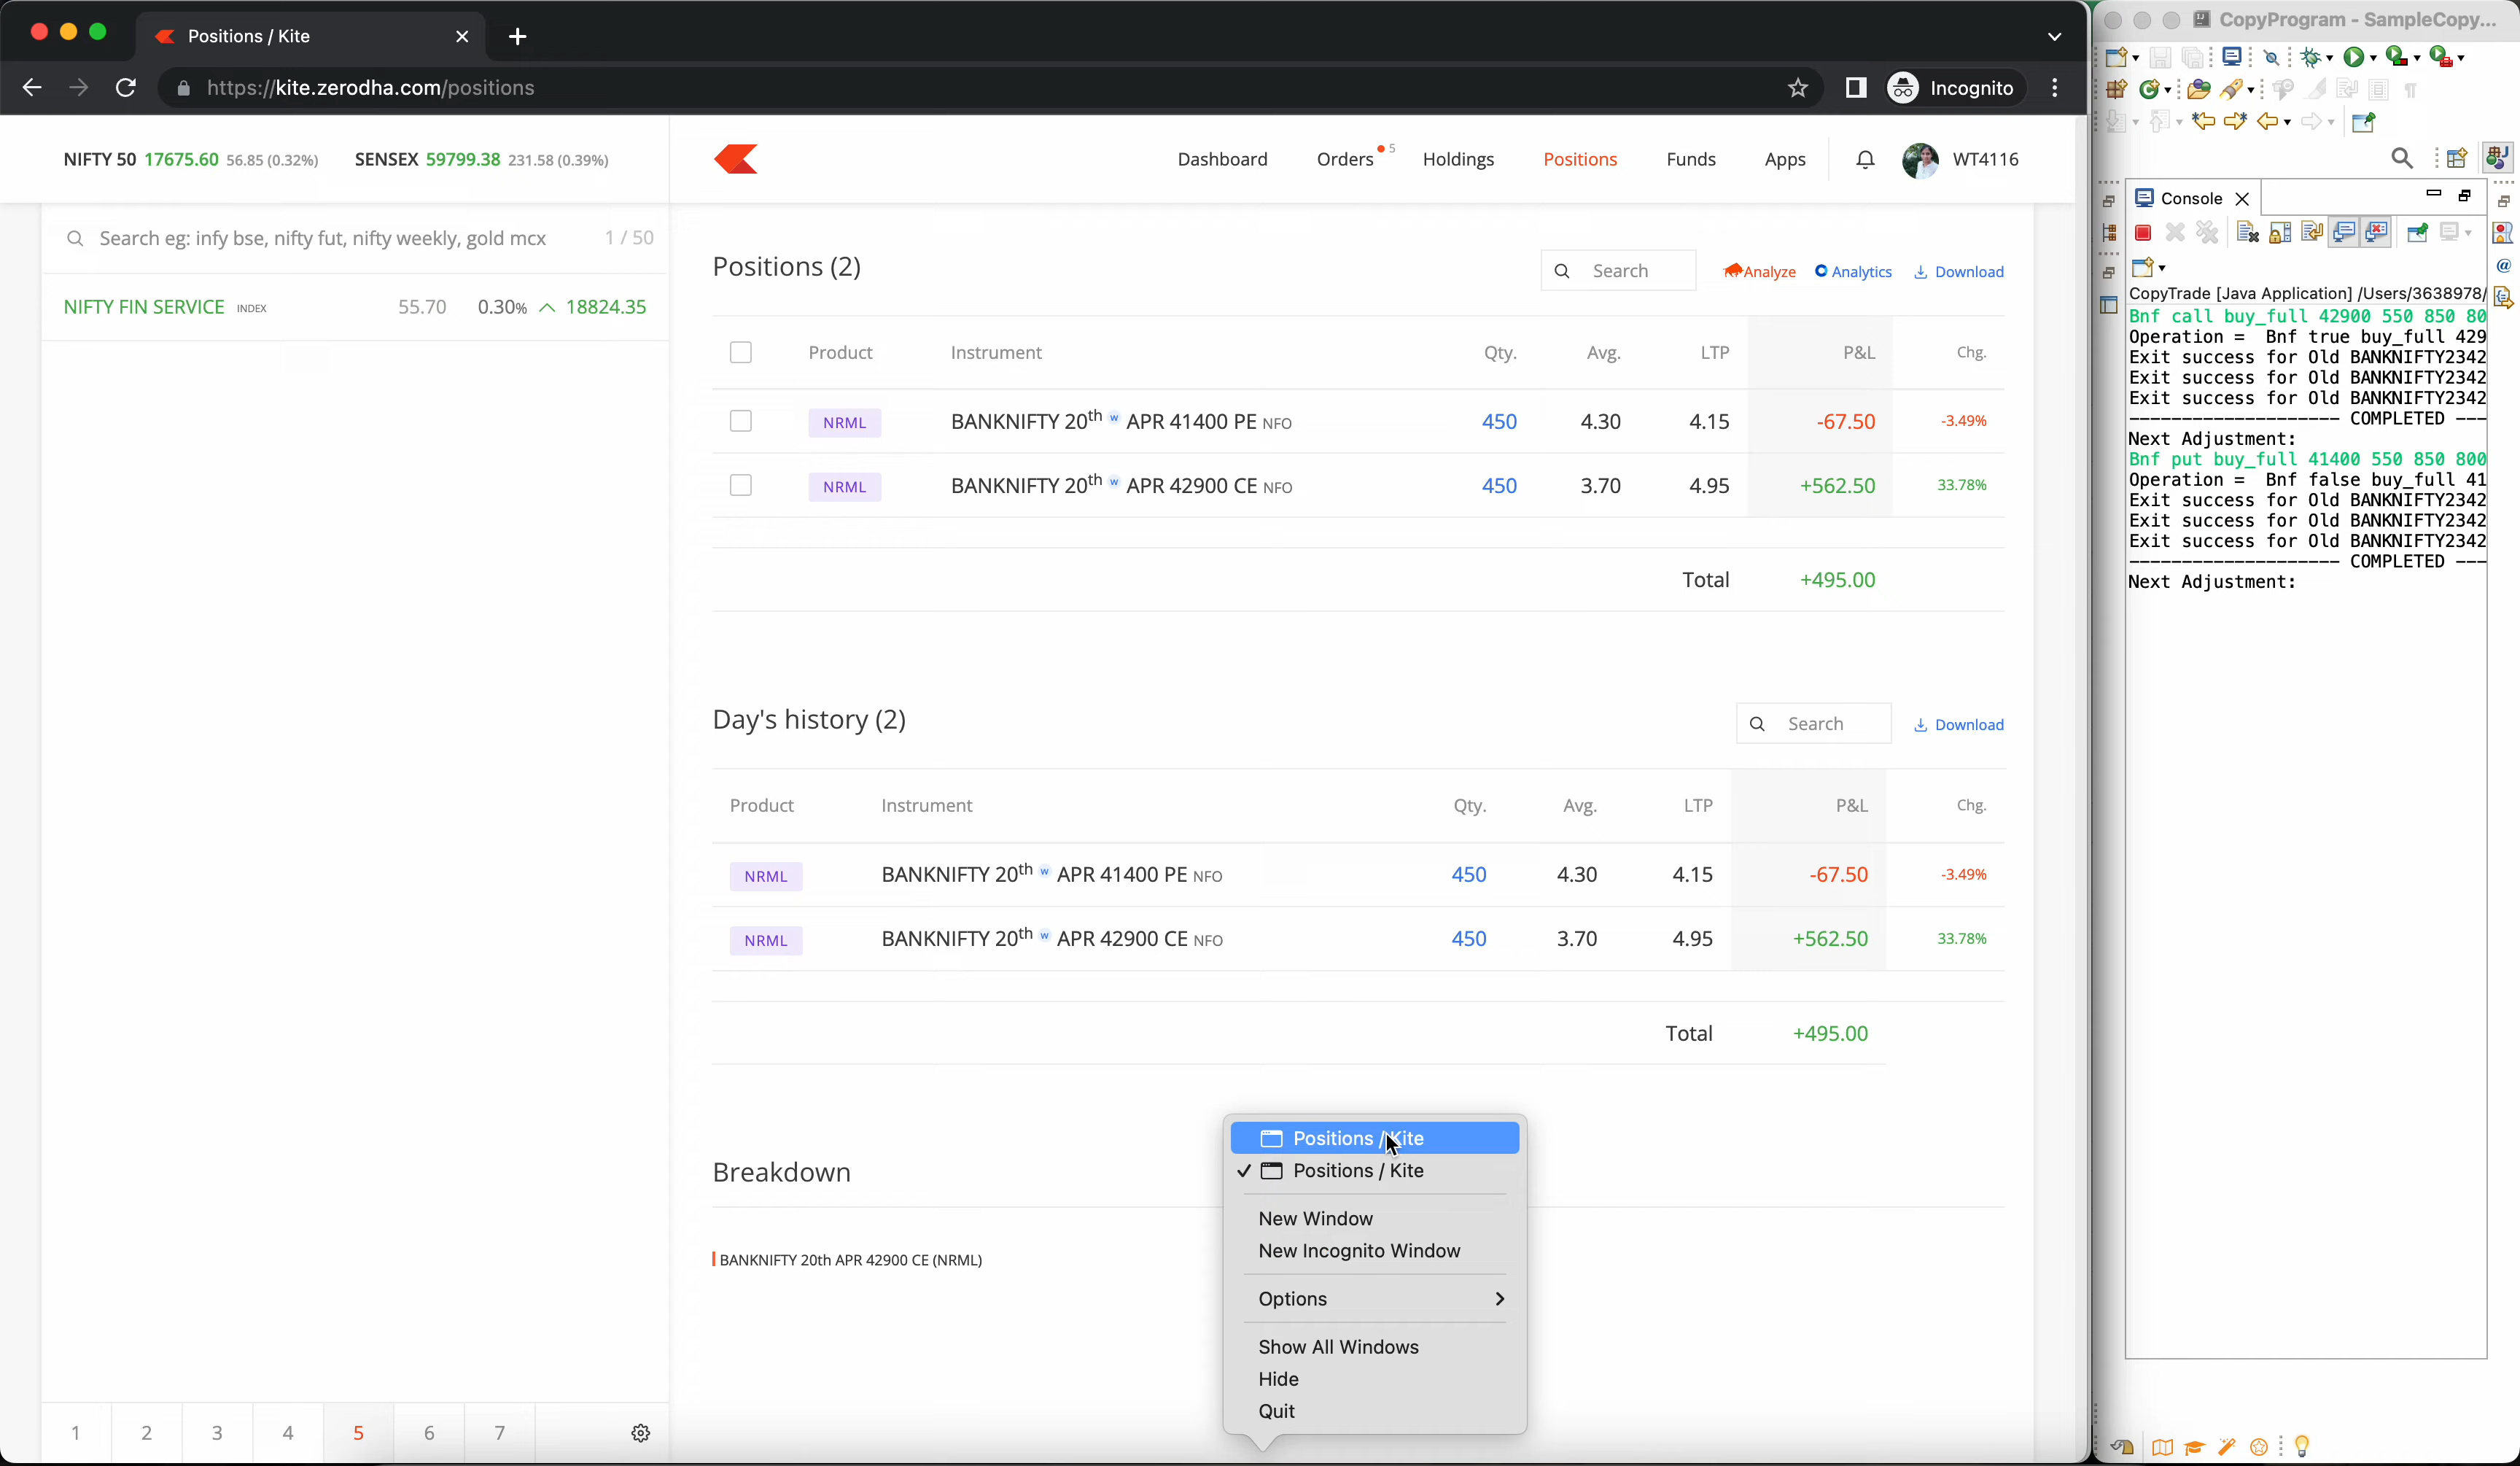 Positions / Kite
https://kite.zerodha.com/positions
Incognito
NIFTY 50 17675.60 56.85 (0.32%) SENSEX 59799.38 231.58 (0.39%)
Dashboard Orders 5 Holdings Positions Funds Apps WT4116
Search eg: infy bse, nifty fut, nifty weekly, gold mcx 1 / 50
NIFTY FIN SERVICE INDEX 55.70 0.30% 18824.35
1 2 3 4 5 6 7
Positions (2)
Search Analyze Analytics Download
Product Instrument Qty. Avg. LTP P&L Chg.
NRML BANKNIFTY 20th w APR 41400 PE NFO 450 4.30 4.15 -67.50 -3.49%
NRML BANKNIFTY 20th w APR 42900 CE NFO 450 3.70 4.95 +562.50 33.78%
Total +495.00
Day's history (2)
Search Download
Product Instrument Qty. Avg. LTP P&L Chg.
NRML BANKNIFTY 20th w APR 41400 PE NFO 450 4.30 4.15 -67.50 -3.49%
NRML BANKNIFTY 20th w APR 42900 CE NFO 450 3.70 4.95 +562.50 33.78%
Total +495.00
Breakdown
BANKNIFTY 20th APR 42900 CE (NRML)
Positions / Kite
✓ Positions / Kite
New Window
New Incognito Window
Options
Show All Windows
Hide
Quit
CopyProgram - SampleCopy...
Console
CopyTrade [Java Application] /Users/3638978/
Bnf call buy_full 42900 550 850 80
Operation = Bnf true buy_full 429
Exit success for Old BANKNIFTY2342
Exit success for Old BANKNIFTY2342
Exit success for Old BANKNIFTY2342
-------------------- COMPLETED ---
Next Adjustment:
Bnf put buy_full 41400 550 850 800
Operation = Bnf false buy_full 41
Exit success for Old BANKNIFTY2342
Exit success for Old BANKNIFTY2342
Exit success for Old BANKNIFTY2342
-------------------- COMPLETED ---
Next Adjustment: